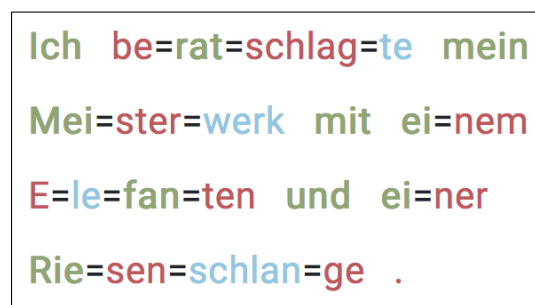 Ich be=rat=schlag=te mein
Mei=ster=werk mit ei=nem
E=le=fan=ten und ei=ner
Rie=sen=schlan=ge .